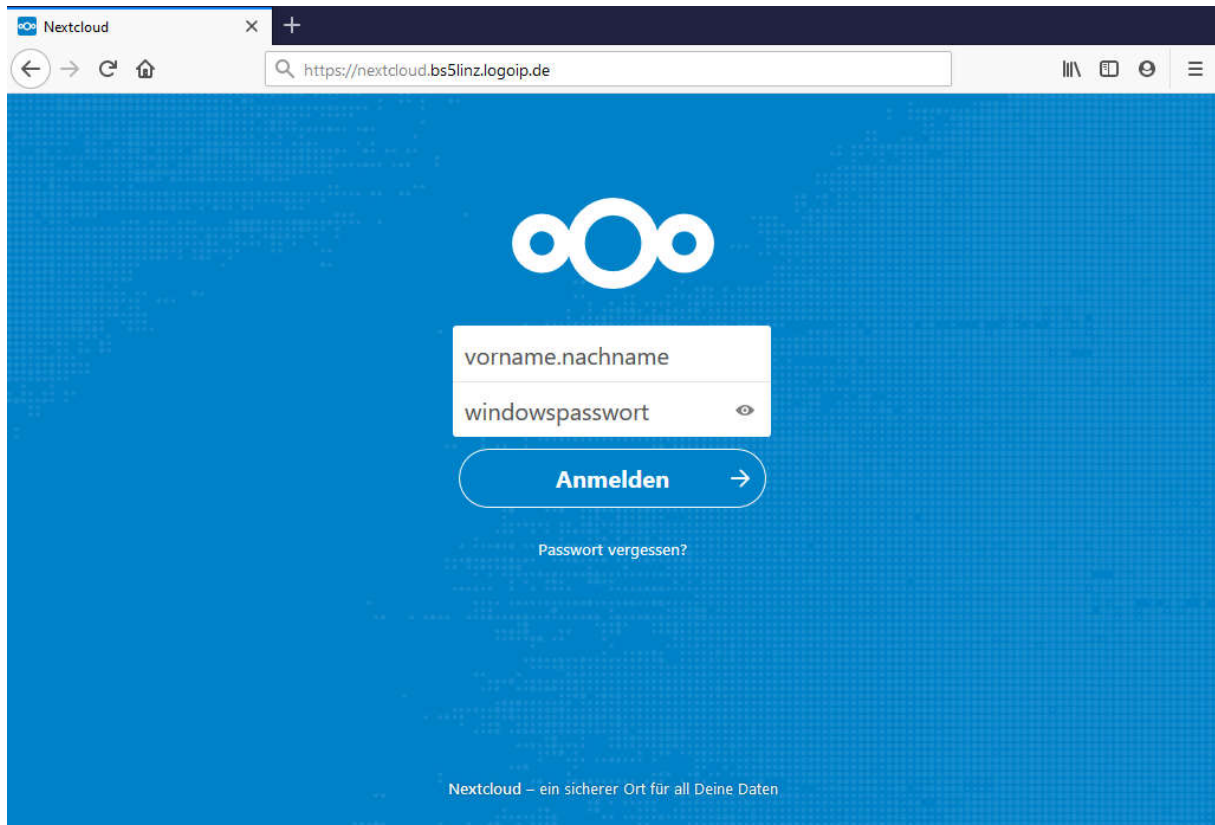 Nextcloud
https://nextcloud.bs5linz.logoip.de
vorname.nachname
windowspasswort
Anmelden
Passwort vergessen?
Nextcloud – ein sicherer Ort für all Deine Daten